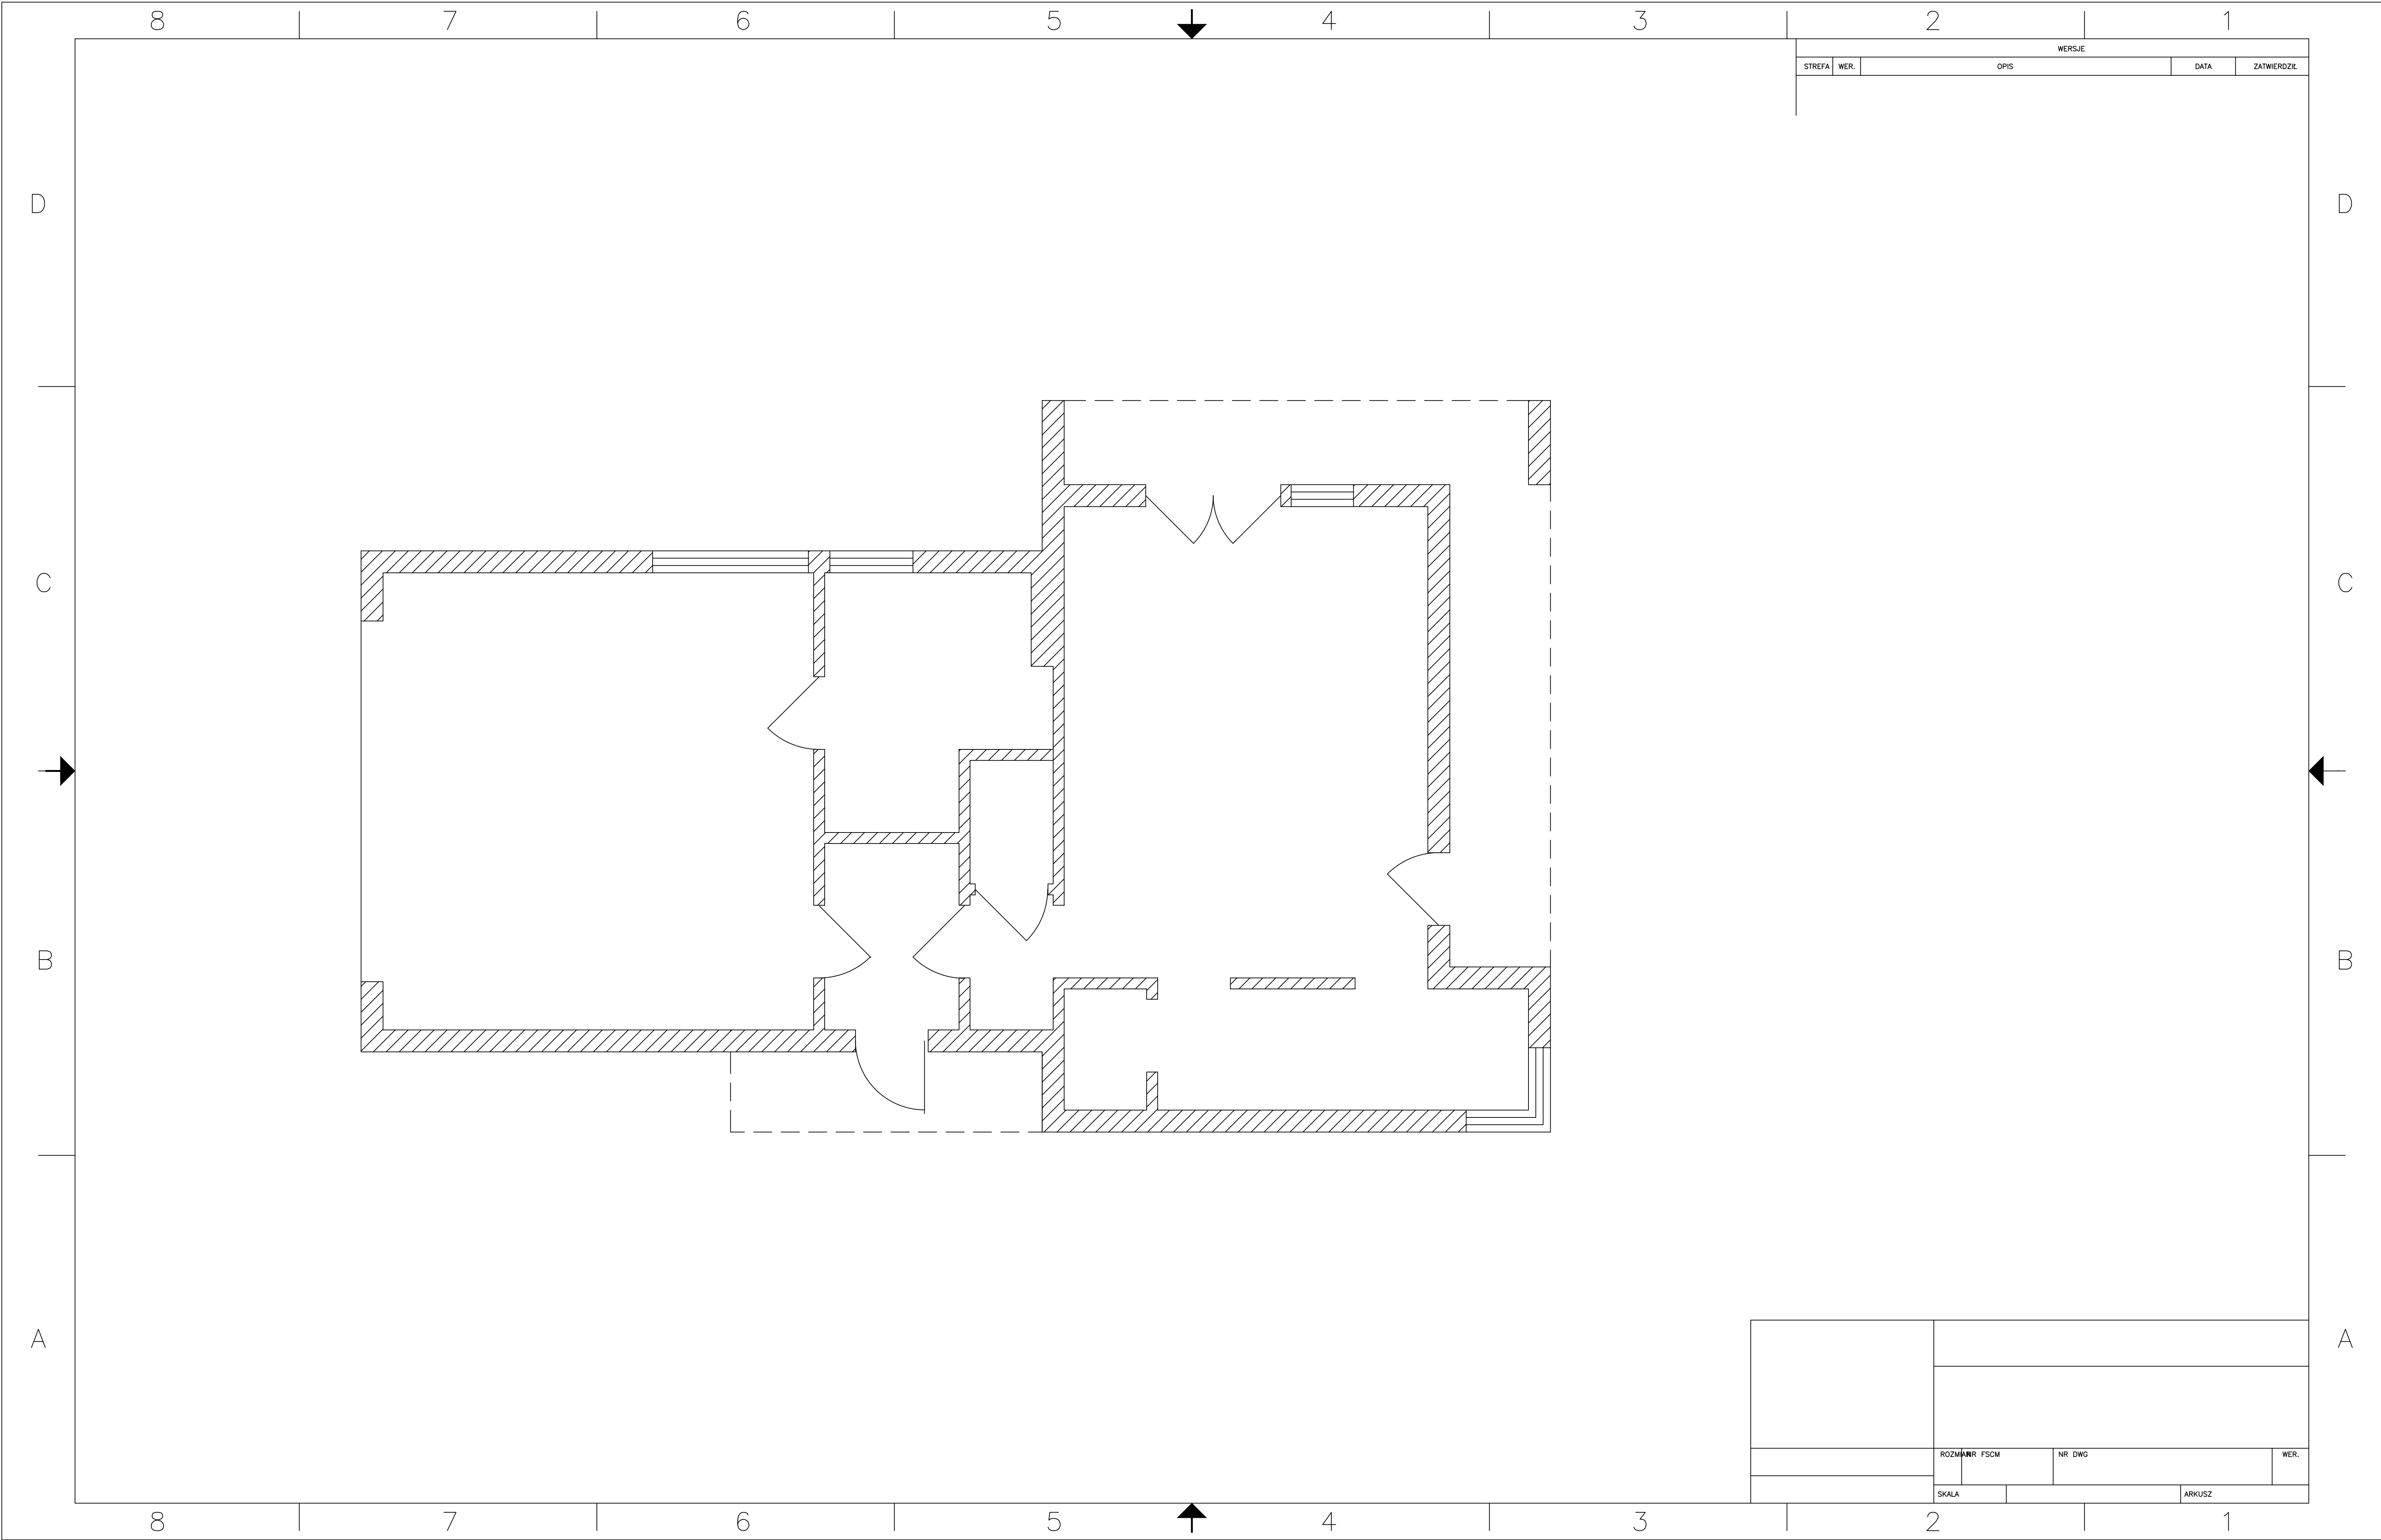 8 7 6 5 4 3 2 1
WERSJE
STREFA WER. OPIS DATA ZATWIERDZIŁ
D D
C C
B B
A A
ROZMIAR NR FSCM NR DWG WER.
SKALA ARKUSZ
8 7 6 5 4 3 2 1